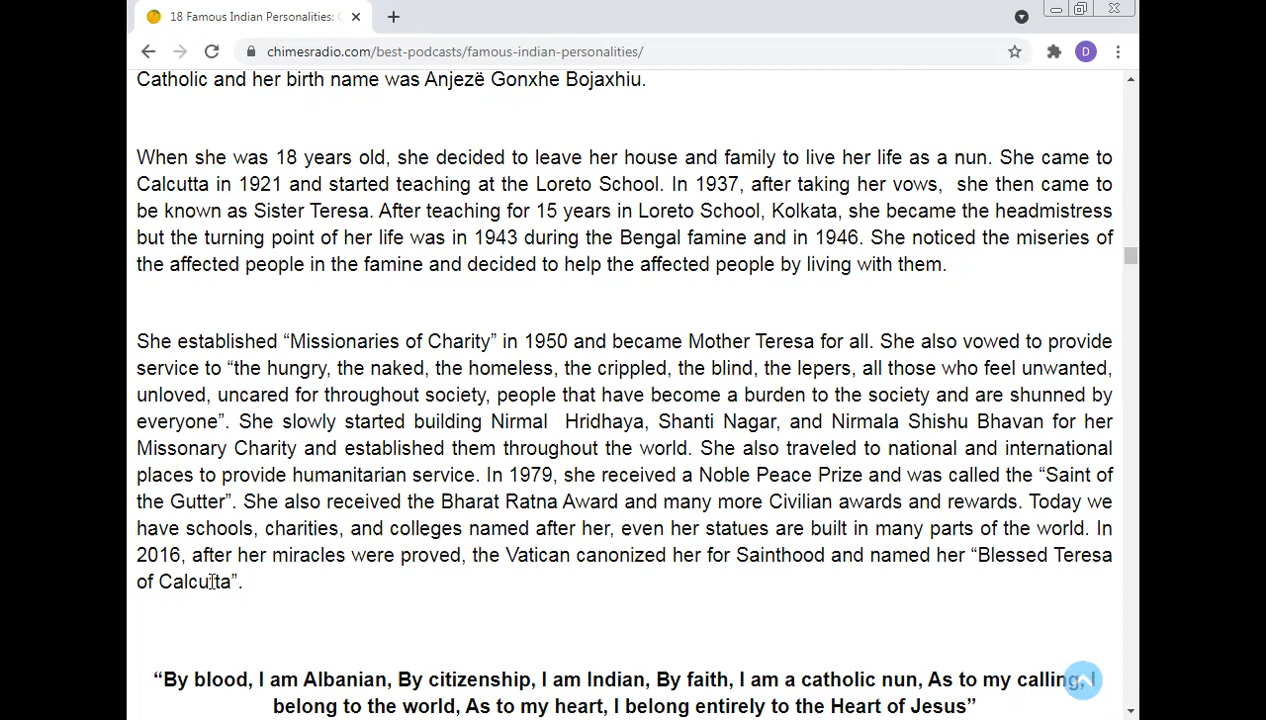 18 Famous Indian Personalities:
chimesradio.com/best-podcasts/famous-indian-personalities/
D
Catholic and her birth name was Anjezë Gonxhe Bojaxhiu.
When she was 18 years old, she decided to leave her house and family to live her life as a nun. She came to
Calcutta in 1921 and started teaching at the Loreto School. In 1937, after taking her vows,  she then came to
be known as Sister Teresa. After teaching for 15 years in Loreto School, Kolkata, she became the headmistress
but the turning point of her life was in 1943 during the Bengal famine and in 1946. She noticed the miseries of
the affected people in the famine and decided to help the affected people by living with them.
She established “Missionaries of Charity” in 1950 and became Mother Teresa for all. She also vowed to provide
service to “the hungry, the naked, the homeless, the crippled, the blind, the lepers, all those who feel unwanted,
unloved, uncared for throughout society, people that have become a burden to the society and are shunned by
everyone”. She slowly started building Nirmal  Hridhaya, Shanti Nagar, and Nirmala Shishu Bhavan for her
Missonary Charity and established them throughout the world. She also traveled to national and international
places to provide humanitarian service. In 1979, she received a Noble Peace Prize and was called the “Saint of
the Gutter”. She also received the Bharat Ratna Award and many more Civilian awards and rewards. Today we
have schools, charities, and colleges named after her, even her statues are built in many parts of the world. In
2016, after her miracles were proved, the Vatican canonized her for Sainthood and named her “Blessed Teresa
of Calcutta”.
“By blood, I am Albanian, By citizenship, I am Indian, By faith, I am a catholic nun, As to my calling, I
belong to the world, As to my heart, I belong entirely to the Heart of Jesus”